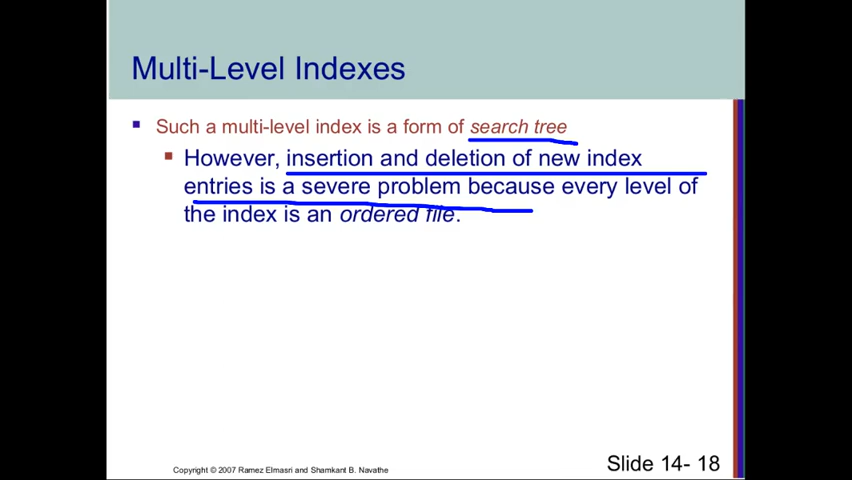 Multi-Level Indexes
Such a multi-level index is a form of search tree
However, insertion and deletion of new index
entries is a severe problem because every level of
the index is an ordered file.
Copyright © 2007 Ramez Elmasri and Shamkant B. Navathe
Slide 14- 18